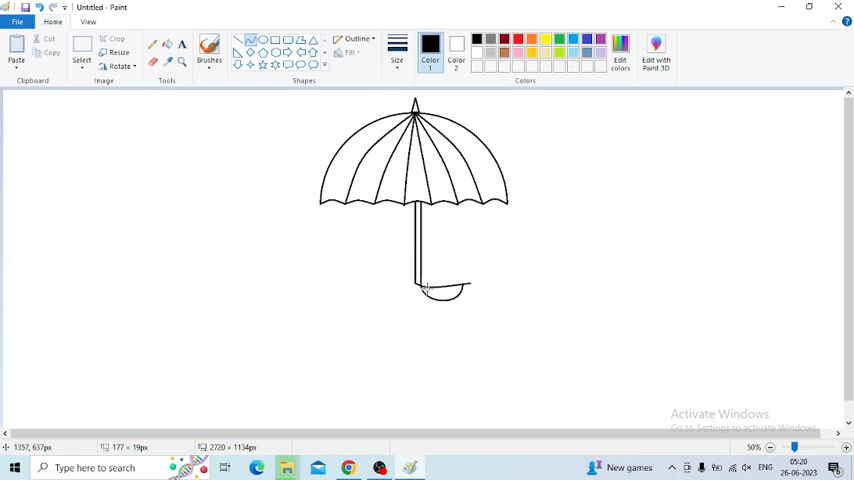 Untitled - Paint
File Home View
Paste
Cut
Copy
Clipboard
Select
Crop
Resize
Rotate
Image
A
Tools
Brushes
Outline
Fill
Shapes
Size
Color 1
Color 2
Edit colors
Colors
Edit with Paint 3D
Activate Windows
Go to Settings to activate Windows.
1357, 637px
177 × 19px
2720 × 1134px
50%
Type here to search
New games
ENG
05:20
26-06-2023